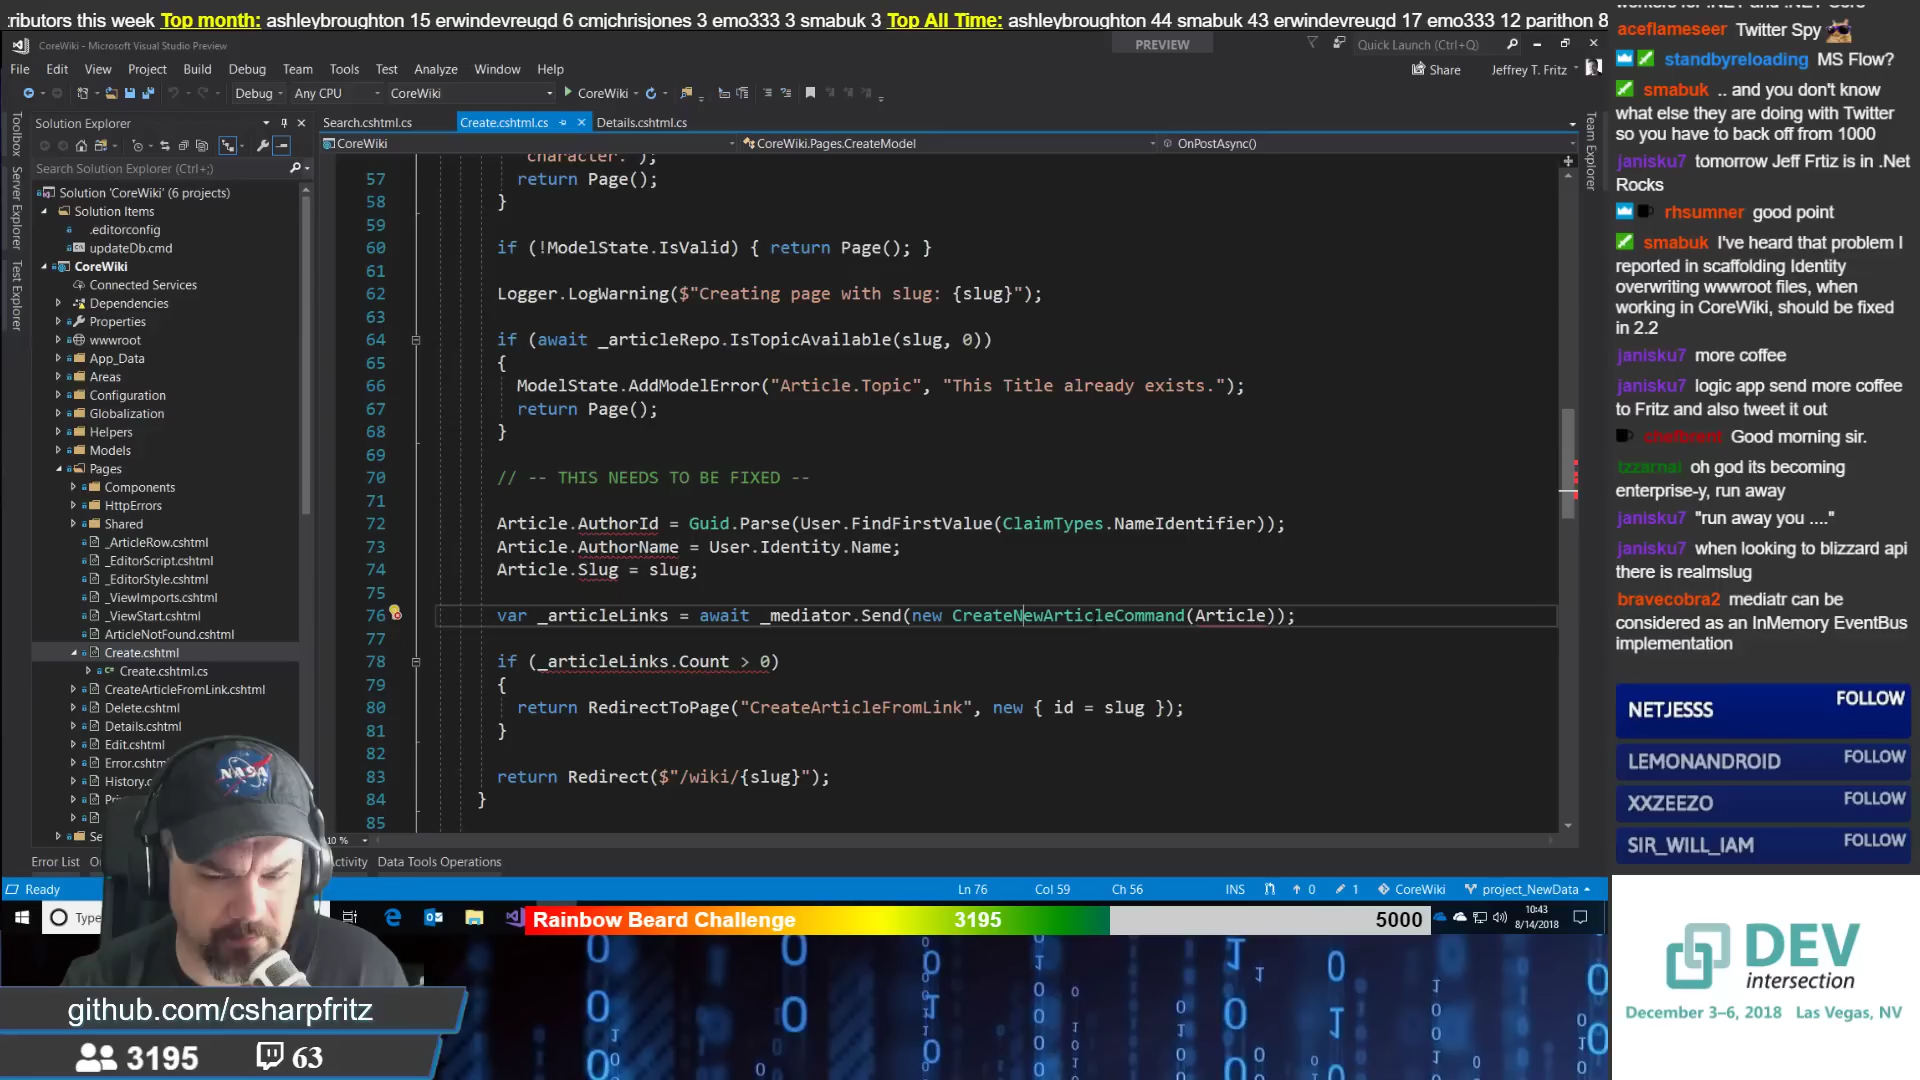 tributors this week Top month: ashleybroughton 15 erwindevreugd 6 cmjchrisjones 3 emo333 3 smabuk 3 Top All Time: ashleybroughton 44 smabuk 43 erwindevreugd 17 emo333 12 parithon 8
CoreWiki - Microsoft Visual Studio Preview
PREVIEW
Quick Launch (Ctrl+Q)
File Edit View Project Build Debug Team Tools Test Analyze Window Help
Share
Jeffrey T. Fritz
Debug Any CPU CoreWiki CoreWiki
Toolbox
Server Explorer
Test Explorer
Team Explorer
Solution Explorer
Search Solution Explorer (Ctrl+;)
Solution 'CoreWiki' (6 projects)
Solution Items
.editorconfig
updateDb.cmd
CoreWiki
Connected Services
Dependencies
Properties
wwwroot
App_Data
Areas
Configuration
Globalization
Helpers
Models
Pages
Components
HttpErrors
Shared
_ArticleRow.cshtml
_EditorScript.cshtml
_EditorStyle.cshtml
_ViewImports.cshtml
_ViewStart.cshtml
ArticleNotFound.cshtml
Create.cshtml
Create.cshtml.cs
CreateArticleFromLink.cshtml
Delete.cshtml
Details.cshtml
Edit.cshtml
Error.cshtm
History.c
Pri
Se
Search.cshtml.cs Create.cshtml.cs Details.cshtml.cs
CoreWiki CoreWiki.Pages.CreateModel OnPostAsync()
character. );
57 return Page();
58 }
59
60 if (!ModelState.IsValid) { return Page(); }
61
62 Logger.LogWarning($"Creating page with slug: {slug}");
63
64 if (await _articleRepo.IsTopicAvailable(slug, 0))
65 {
66 ModelState.AddModelError("Article.Topic", "This Title already exists.");
67 return Page();
68 }
69
70 // -- THIS NEEDS TO BE FIXED --
71
72 Article.AuthorId = Guid.Parse(User.FindFirstValue(ClaimTypes.NameIdentifier));
73 Article.AuthorName = User.Identity.Name;
74 Article.Slug = slug;
75
76 var _articleLinks = await _mediator.Send(new CreateNewArticleCommand(Article));
77
78 if (_articleLinks.Count > 0)
79 {
80 return RedirectToPage("CreateArticleFromLink", new { id = slug });
81 }
82
83 return Redirect($"/wiki/{slug}");
84 }
85
10 %
Error List
Data Tools Operations
Ready
Ln 76 Col 59 Ch 56 INS 0 1 CoreWiki project_NewData
Type
Rainbow Beard Challenge 3195 5000
10:43
8/14/2018
github.com/csharpfritz
3195 63
aceflameseer Twitter Spy
standbyreloading MS Flow?
smabuk .. and you don't know
what else they are doing with Twitter
so you have to back off from 1000
janisku7 tomorrow Jeff Frtiz is in .Net
Rocks
rhsumner good point
smabuk I've heard that problem I
reported in scaffolding Identity
overwriting wwwroot files, when
working in CoreWiki, should be fixed
in 2.2
janisku7 more coffee
janisku7 logic app send more coffee
to Fritz and also tweet it out
chefbrent Good morning sir.
tzzarnal oh god its becoming
enterprise-y, run away
janisku7 "run away you ...."
janisku7 when looking to blizzard api
there is realmslug
bravecobra2 mediatr can be
considered as an InMemory EventBus
implementation
NETJESSS FOLLOW
LEMONANDROID FOLLOW
XXZEEZO FOLLOW
SIR_WILL_IAM FOLLOW
DEV
intersection
December 3–6, 2018 Las Vegas, NV